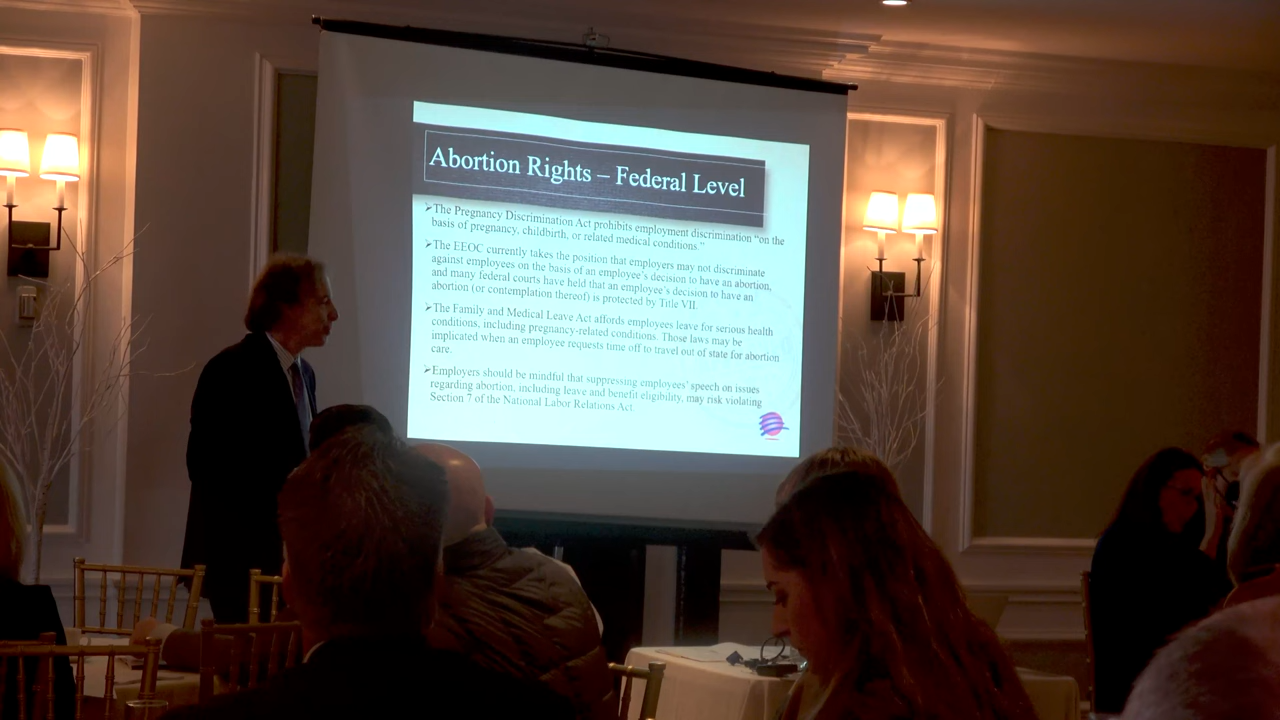 Abortion Rights – Federal Level
➢The Pregnancy Discrimination Act prohibits employment discrimination "on the
basis of pregnancy, childbirth, or related medical conditions."
➢The EEOC currently takes the position that employers may not discriminate
against employees on the basis of an employee's decision to have an abortion,
and many federal courts have held that an employee's decision to have an
abortion (or contemplation thereof) is protected by Title VII.
➢The Family and Medical Leave Act affords employees leave for serious health
conditions, including pregnancy-related conditions. Those laws may be
implicated when an employee requests time off to travel out of state for abortion
care.
➢Employers should be mindful that suppressing employees' speech on issues
regarding abortion, including leave and benefit eligibility, may risk violating
Section 7 of the National Labor Relations Act.